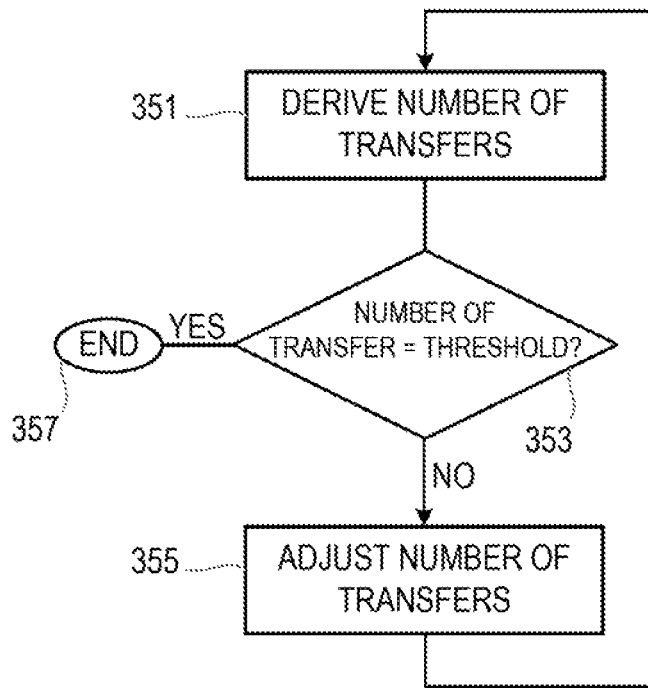 351
DERIVE NUMBER OF
TRANSFERS
NUMBER OF
TRANSFER = THRESHOLD?
353
YES
END
357
NO
355
ADJUST NUMBER OF
TRANSFERS